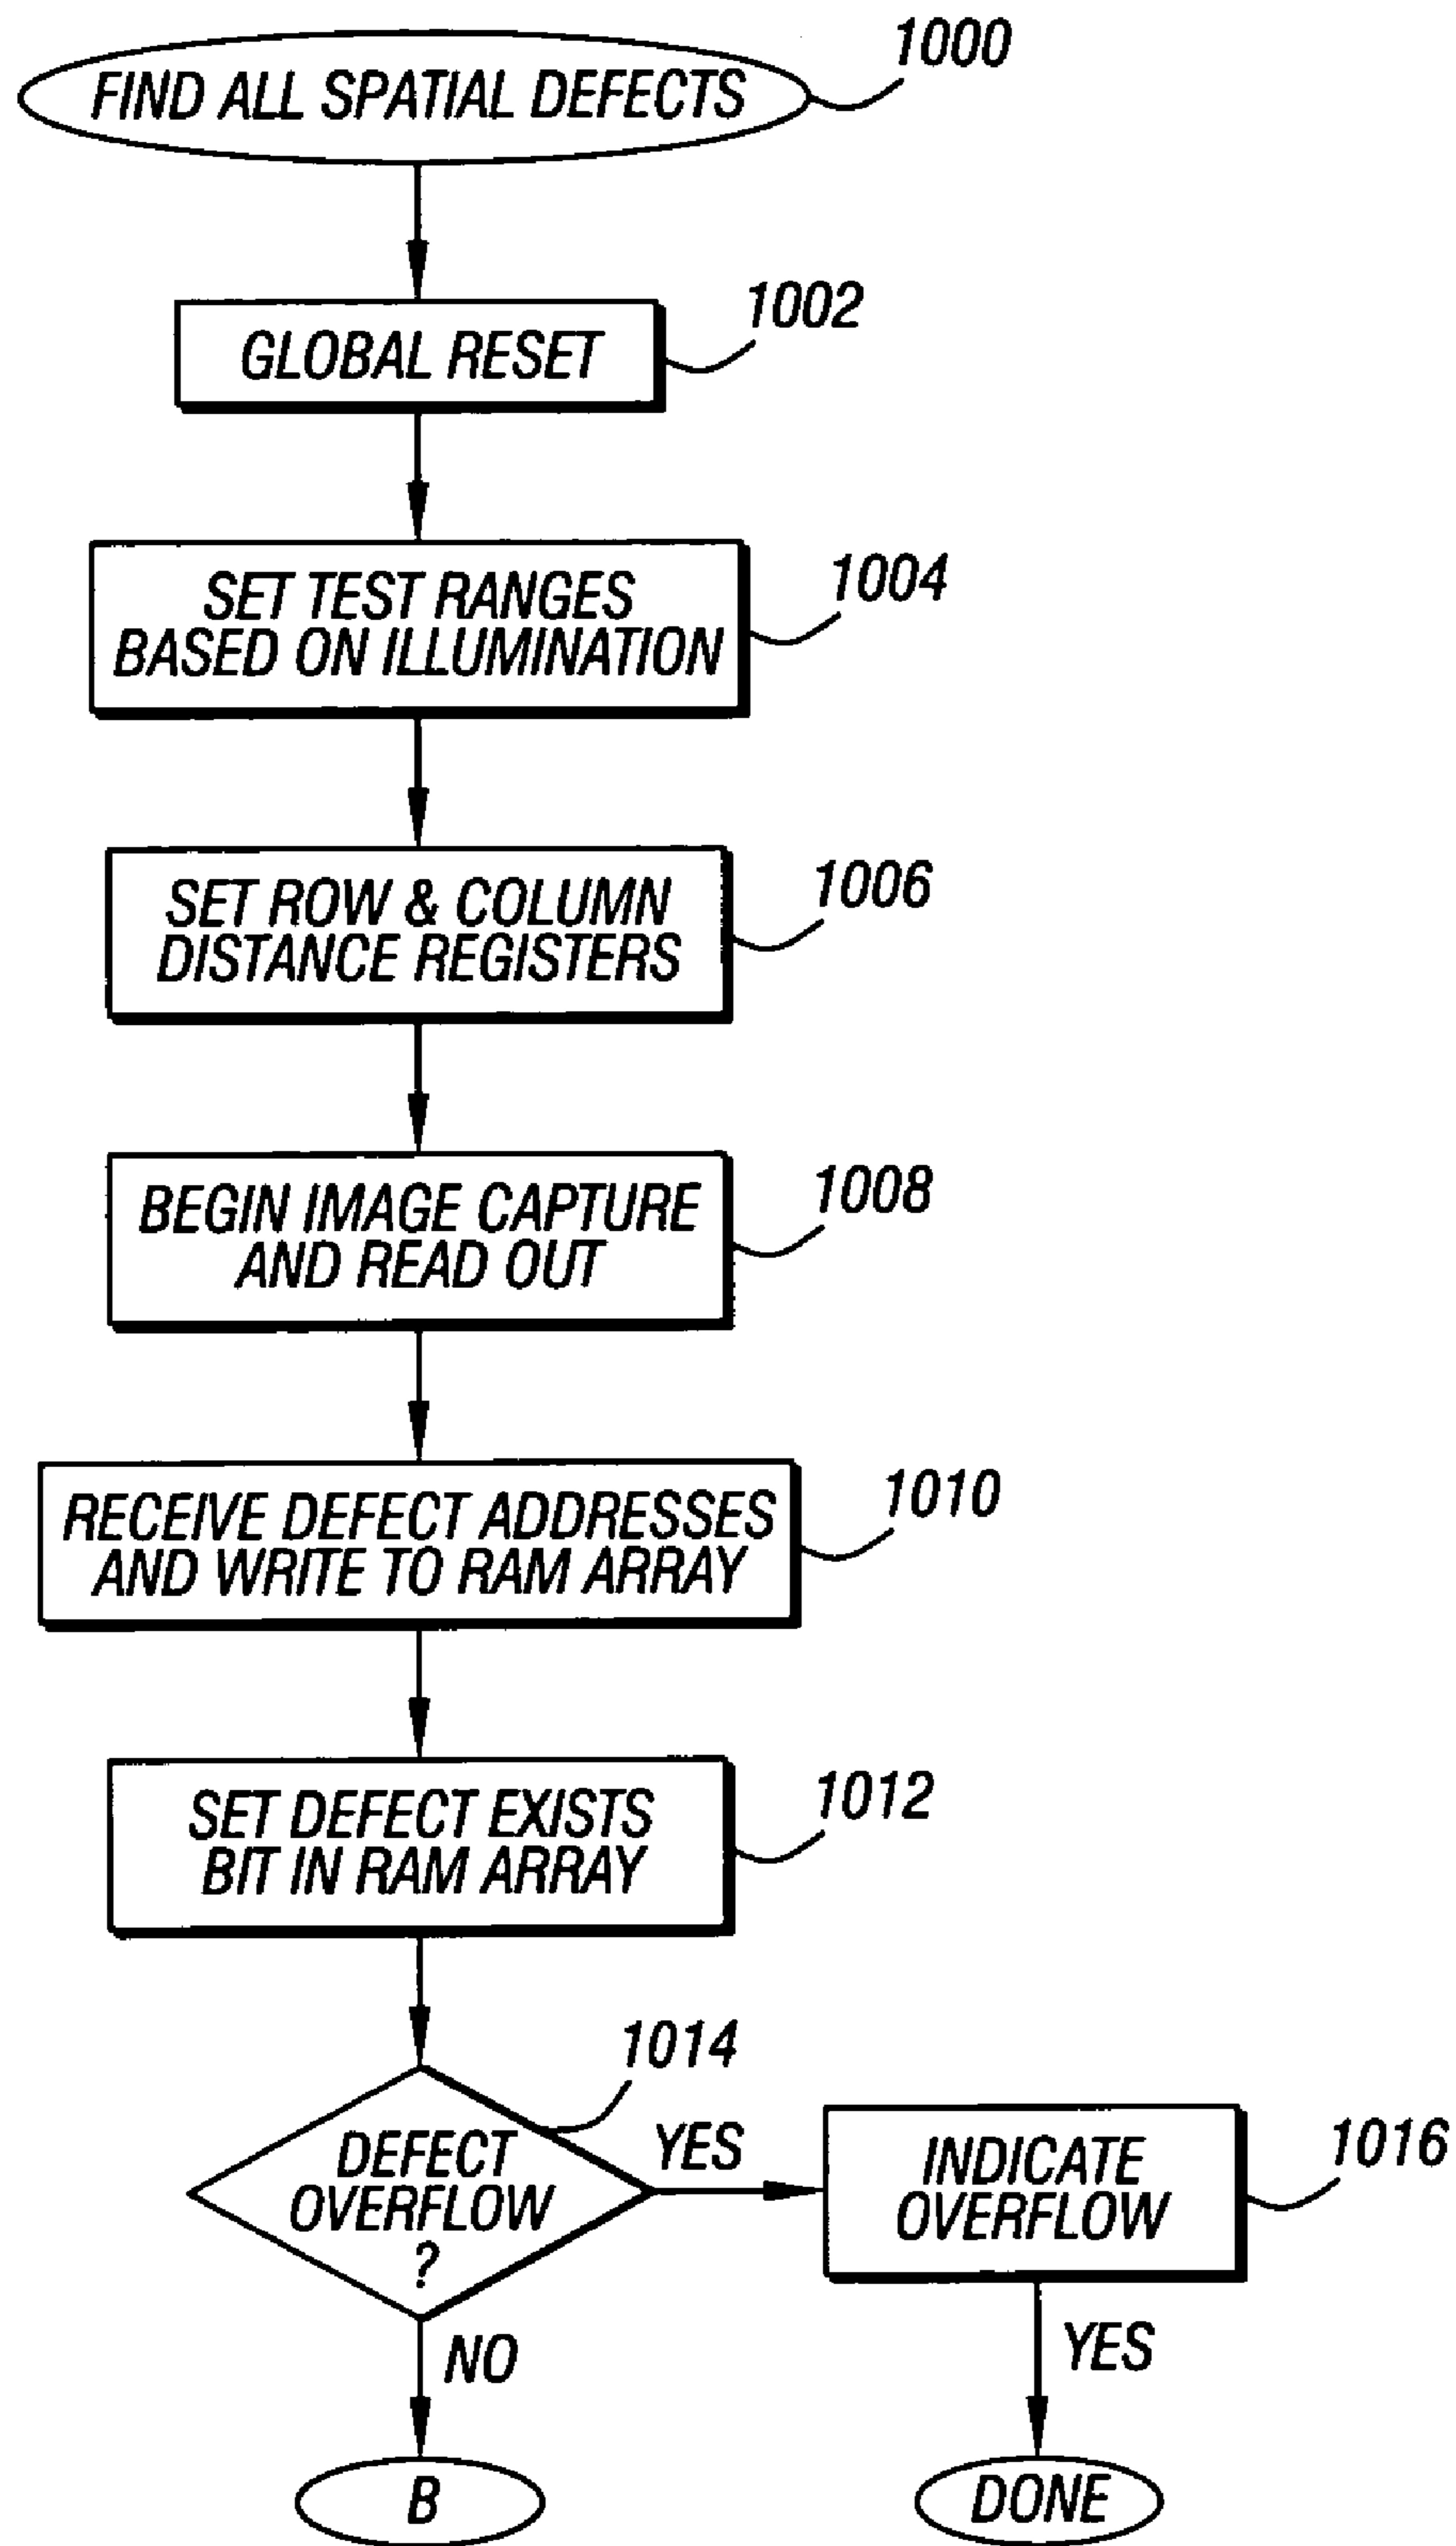 1000
FIND ALL SPATIAL DEFECTS
1002
GLOBAL RESET
1004
SET TEST RANGES
BASED ON ILLUMINATION
1006
SET ROW & COLUMN
DISTANCE REGISTERS
1008
BEGIN IMAGE CAPTURE
AND READ OUT
1010
RECEIVE DEFECT ADDRESSES
AND WRITE TO RAM ARRAY
1012
SET DEFECT EXISTS
BIT IN RAM ARRAY
1014
DEFECT
OVERFLOW
?
YES
INDICATE
OVERFLOW
1016
NO
YES
B
DONE